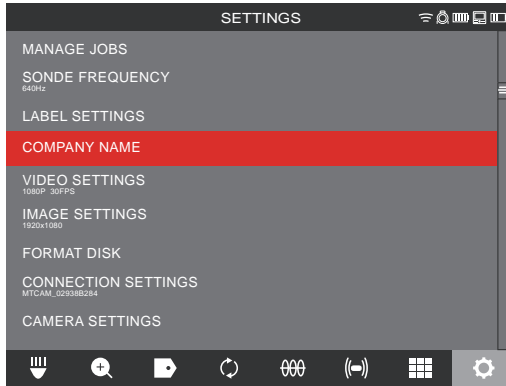 SETTINGS
MANAGE JOBS
SONDE FREQUENCY
640Hz
LABEL SETTINGS
COMPANY NAME
VIDEO SETTINGS
1080P 30FPS
IMAGE SETTINGS
1920x1080
FORMAT DISK
CONNECTION SETTINGS
MTCAM_02938B284
CAMERA SETTINGS